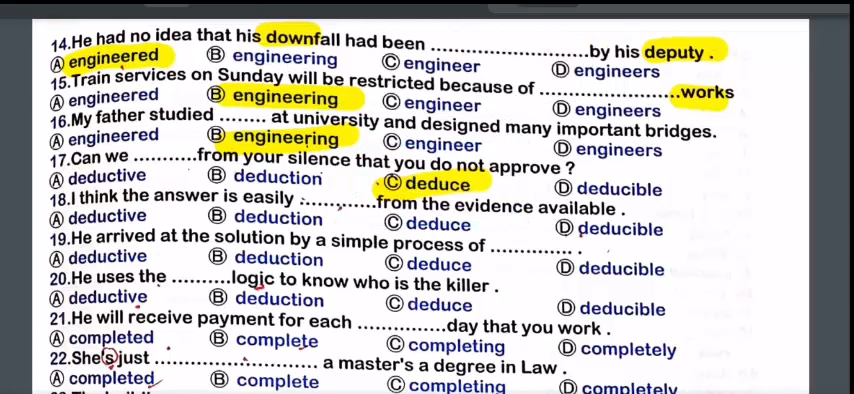 14.He had no idea that his downfall had been ..............................by his deputy .
Ⓐ engineered Ⓑ engineering Ⓒ engineer Ⓓ engineers
15.Train services on Sunday will be restricted because of ..........................works
Ⓐ engineered Ⓑ engineering Ⓒ engineer Ⓓ engineers
16.My father studied ........ at university and designed many important bridges.
Ⓐ engineered Ⓑ engineering Ⓒ engineer Ⓓ engineers
17.Can we ...........from your silence that you do not approve ?
Ⓐ deductive Ⓑ deduction Ⓒ deduce Ⓓ deducible
18.I think the answer is easily ..............from the evidence available .
Ⓐ deductive Ⓑ deduction Ⓒ deduce Ⓓ deducible
19.He arrived at the solution by a simple process of ............... .
Ⓐ deductive Ⓑ deduction Ⓒ deduce Ⓓ deducible
20.He uses the ..........logic to know who is the killer .
Ⓐ deductive Ⓑ deduction Ⓒ deduce Ⓓ deducible
21.He will receive payment for each ...............day that you work .
Ⓐ completed Ⓑ complete Ⓒ completing Ⓓ completely
22.She's just ............................ a master's a degree in Law .
Ⓐ completed Ⓑ complete Ⓒ completing Ⓓ completely